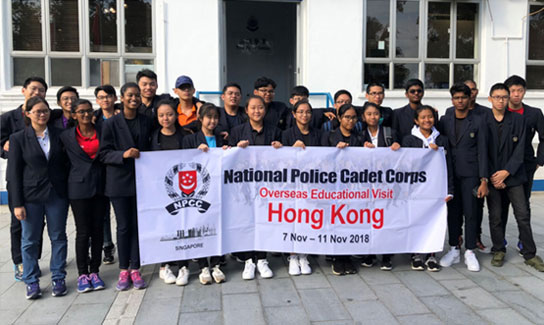 NPCC
SINGAPORE
National Police Cadet Corps
Overseas Educational Visit
Hong Kong
7 Nov – 11 Nov 2018